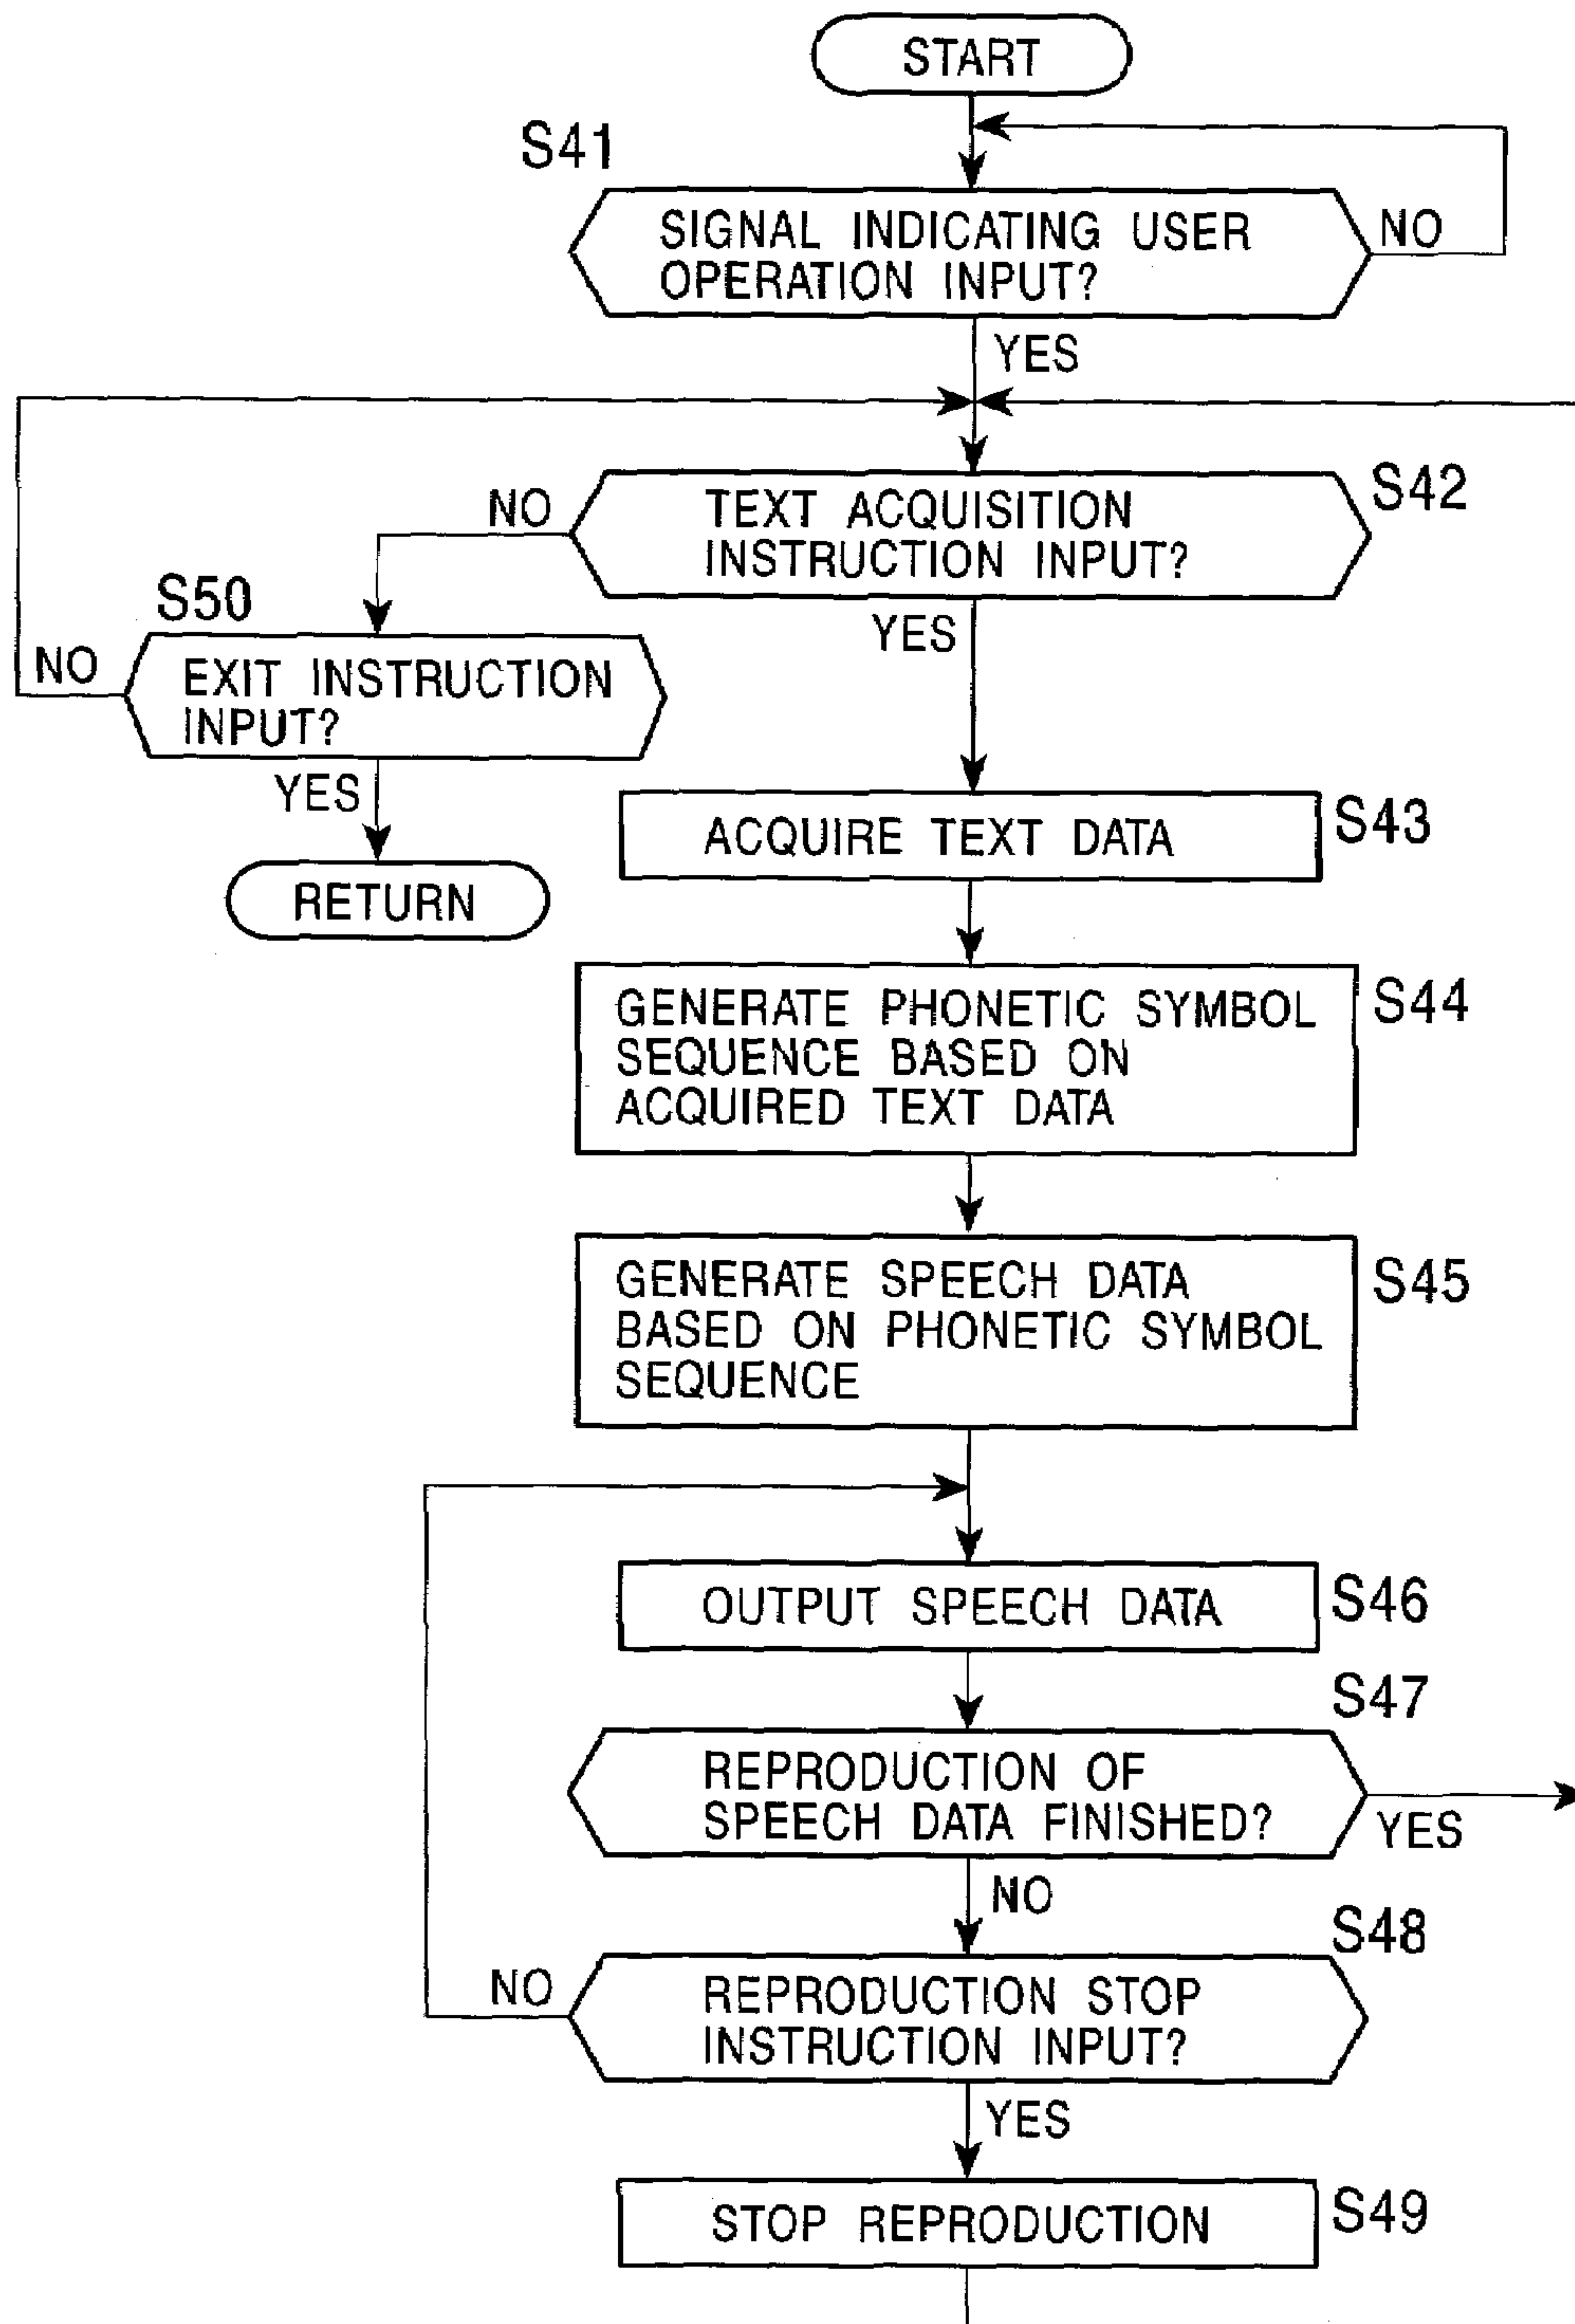 START
S41
SIGNAL INDICATING USER
OPERATION INPUT?
NO
YES
S42
TEXT ACQUISITION
INSTRUCTION INPUT?
NO
YES
S50
EXIT INSTRUCTION
INPUT?
NO
YES
RETURN
ACQUIRE TEXT DATA
S43
GENERATE PHONETIC SYMBOL
SEQUENCE BASED ON
ACQUIRED TEXT DATA
S44
GENERATE SPEECH DATA
BASED ON PHONETIC SYMBOL
SEQUENCE
S45
OUTPUT SPEECH DATA
S46
S47
REPRODUCTION OF
SPEECH DATA FINISHED?
YES
NO
S48
REPRODUCTION STOP
INSTRUCTION INPUT?
NO
YES
STOP REPRODUCTION
S49